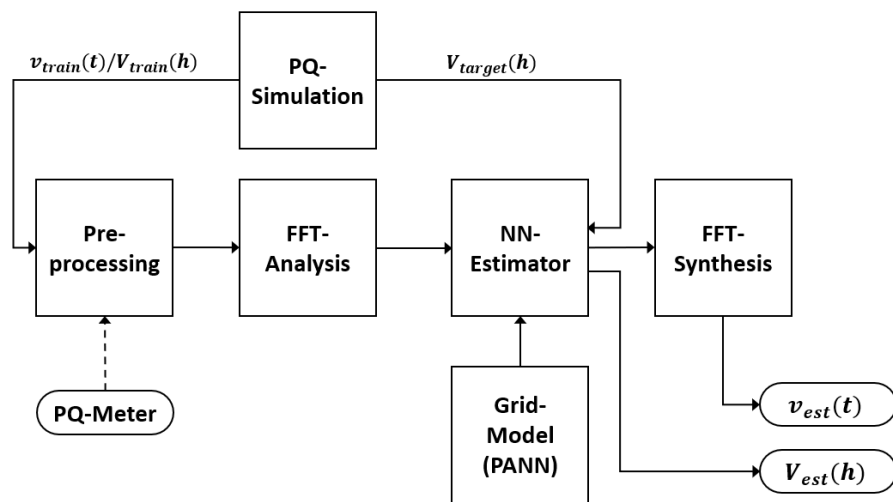 v_train(t)/V_train(h)
PQ-
Simulation
V_target(h)
Pre-
processing
FFT-
Analysis
NN-
Estimator
FFT-
Synthesis
PQ-Meter
Grid-
Model
(PANN)
v_est(t)
V_est(h)